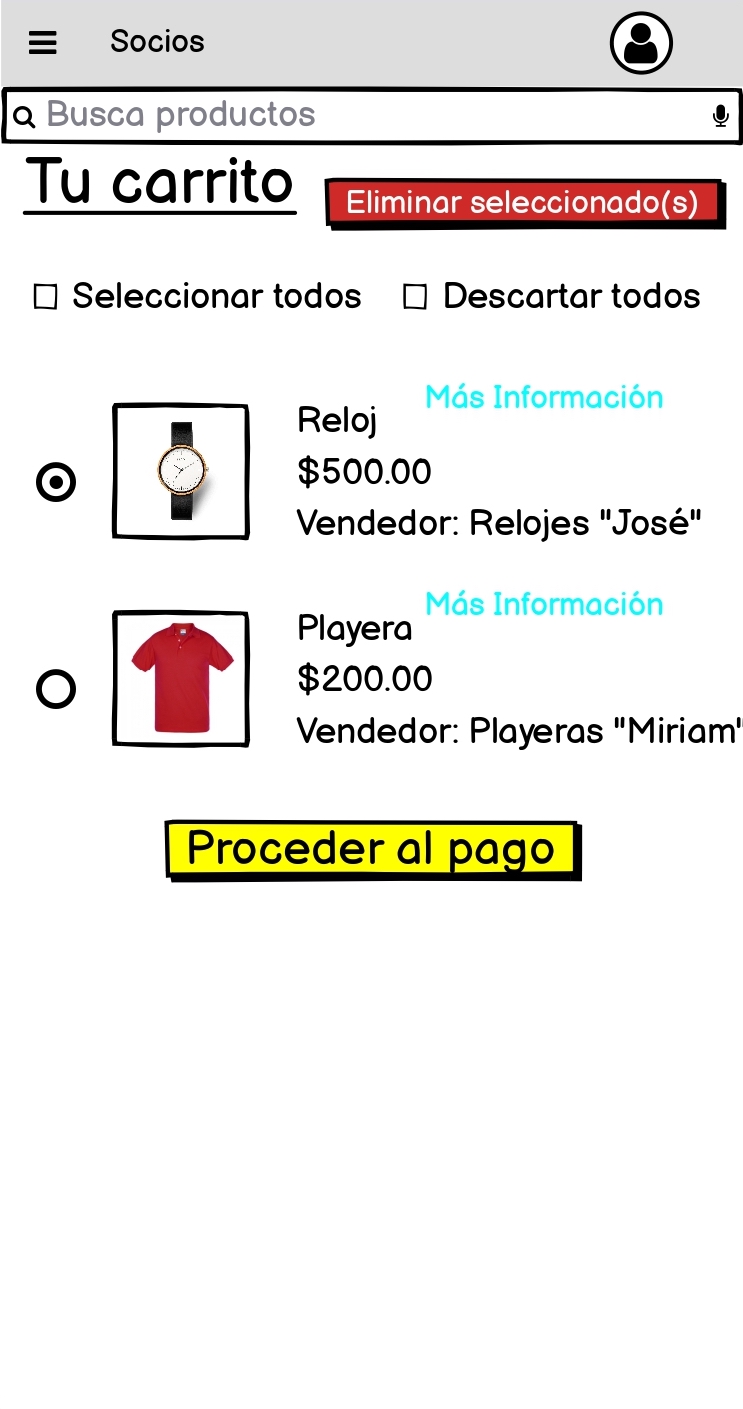 Socios
Busca productos
Tu carrito
Eliminar seleccionado(s)
Seleccionar todos
Descartar todos
Más Información
Reloj
$500.00
Vendedor: Relojes "José"
Más Información
Playera
$200.00
Vendedor: Playeras "Miriam"
Proceder al pago